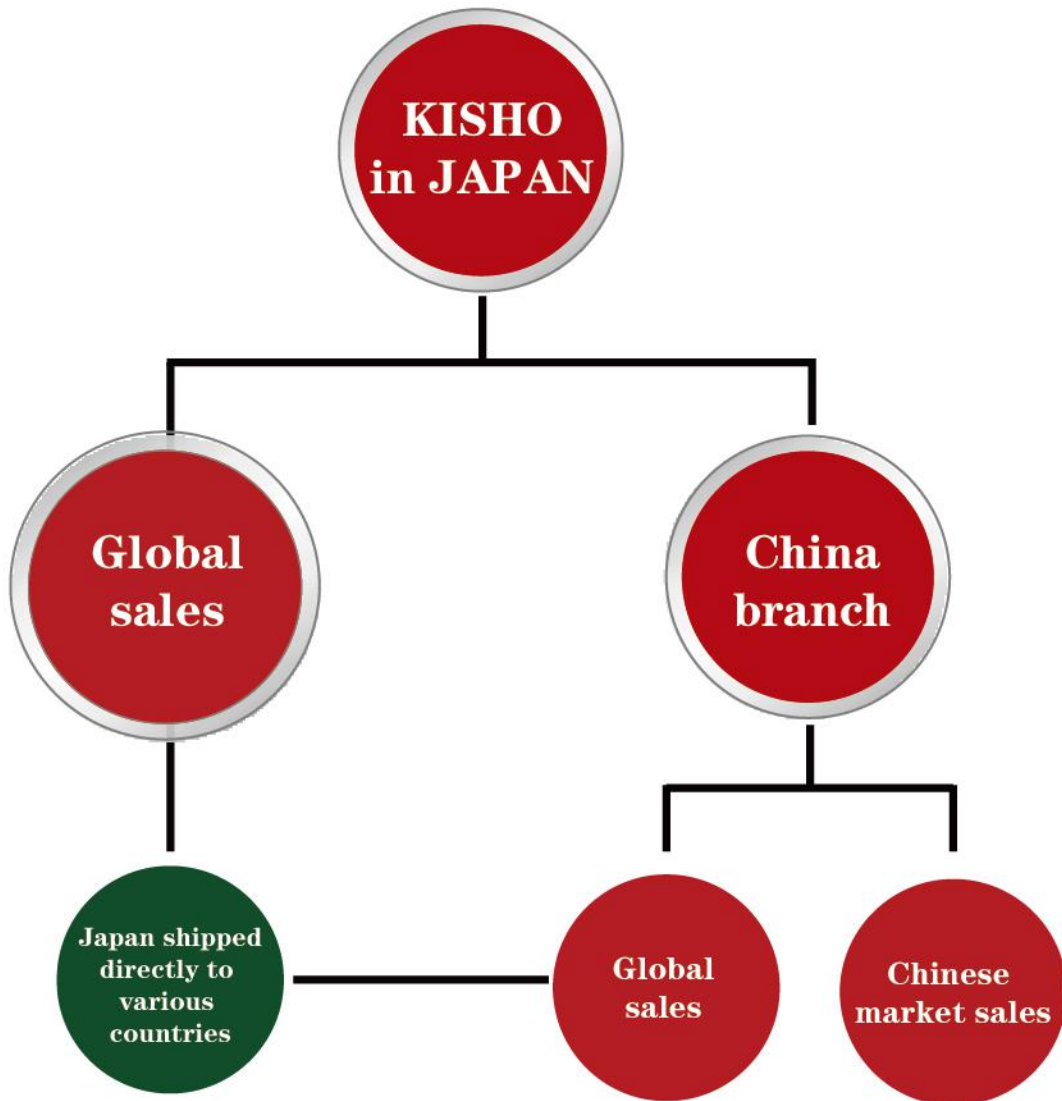 KISHO
in JAPAN
Global
sales
China
branch
Japan shipped
directly to
various
countries
Global
sales
Chinese
market sales